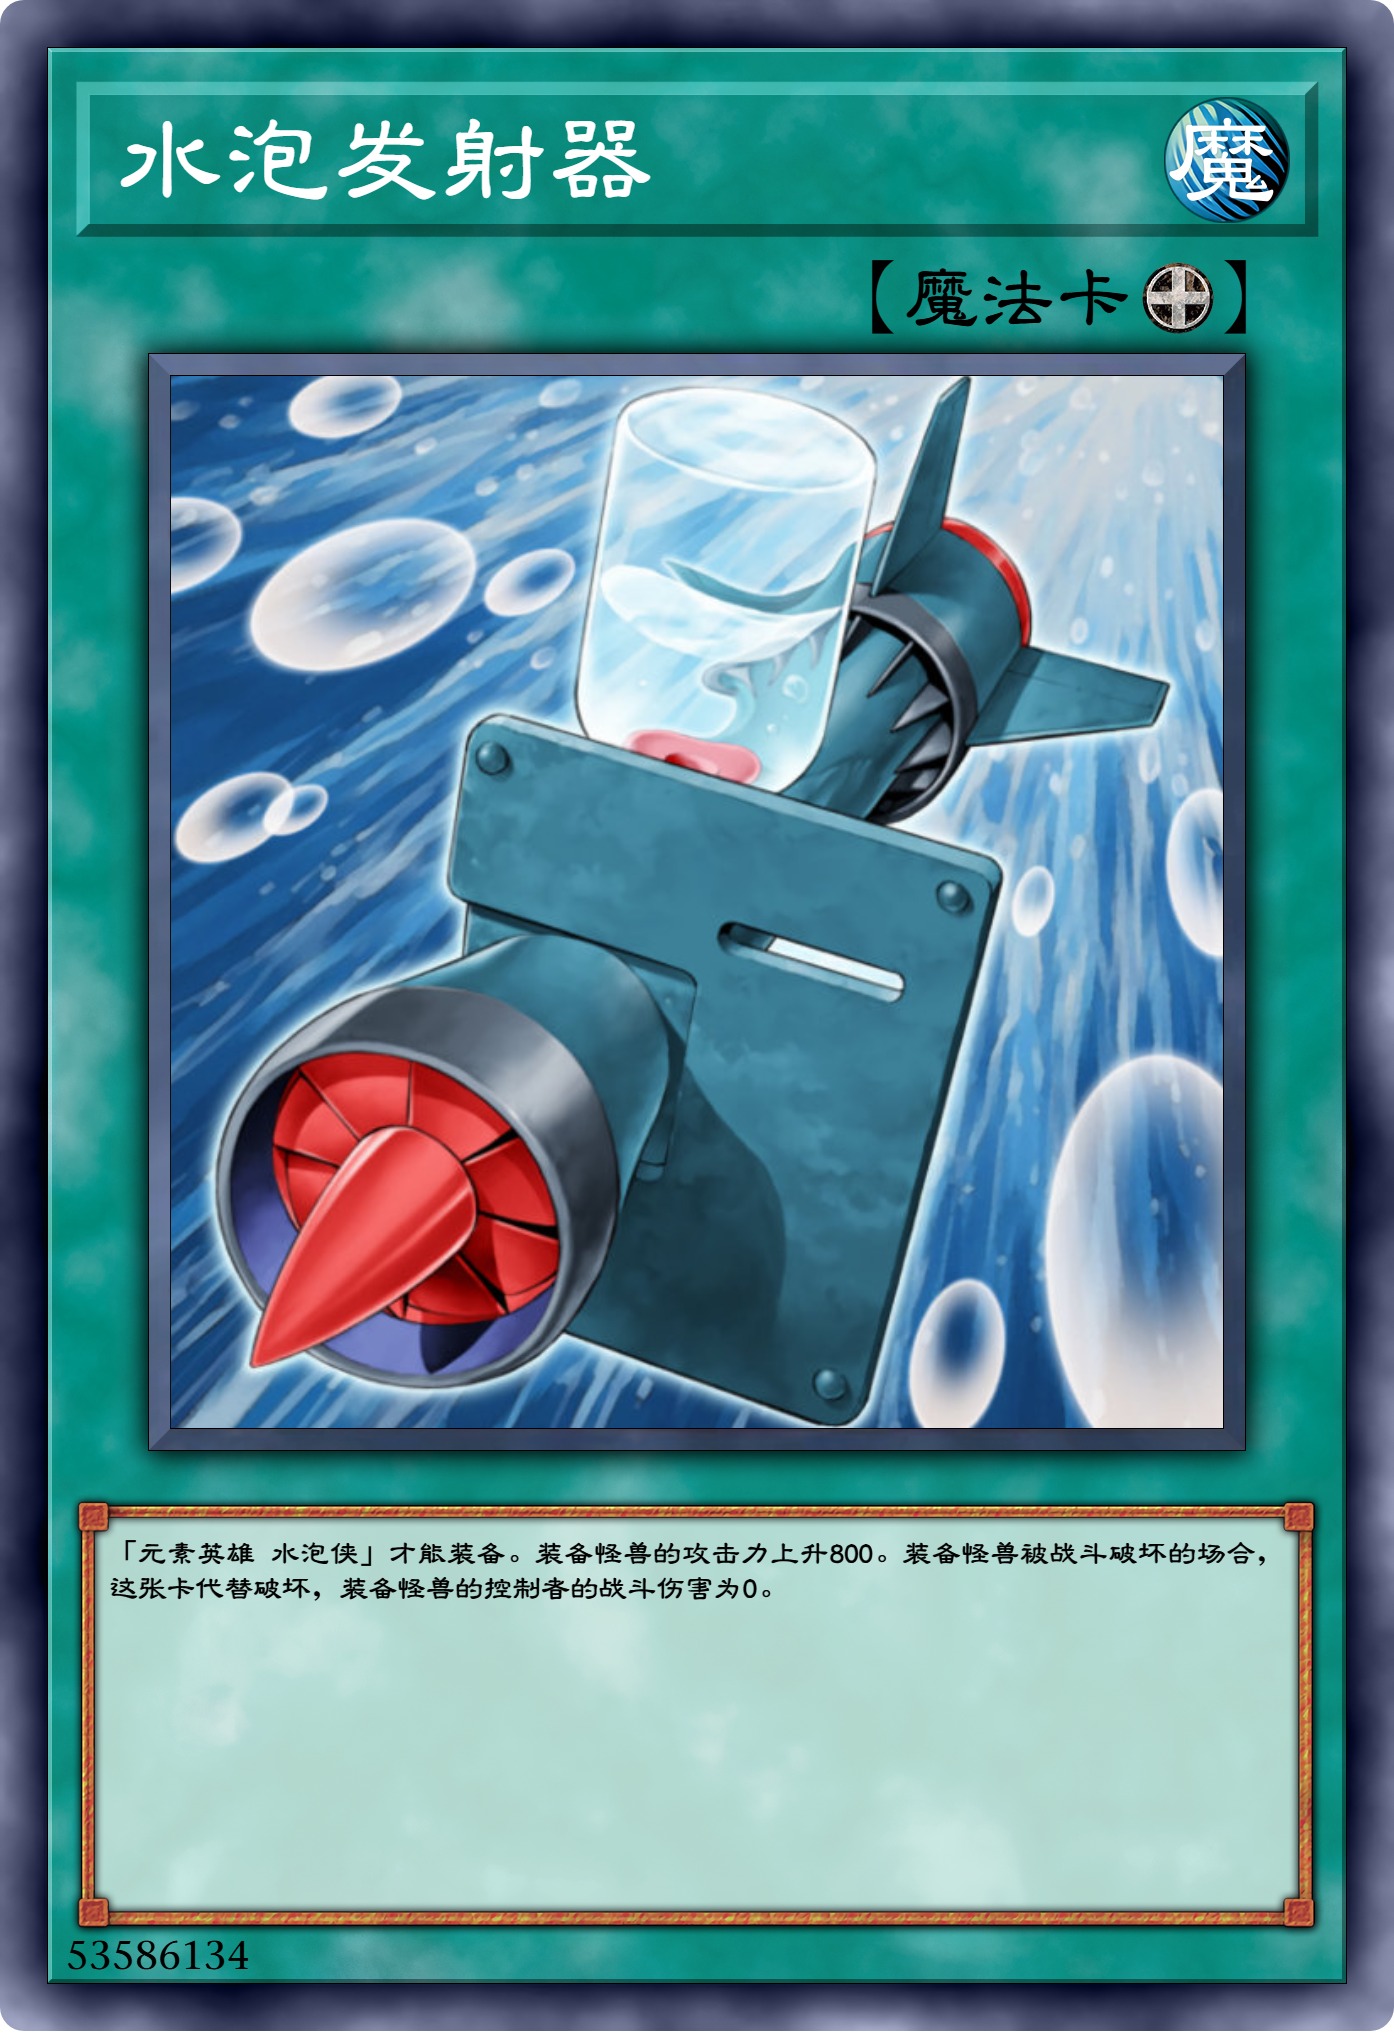 水泡发射器
魔
【魔法卡】
「元素英雄 水泡侠」才能装备。装备怪兽的攻击力上升800。装备怪兽被战斗破坏的场合，
这张卡代替破坏，装备怪兽的控制者的战斗伤害为0。
53586134